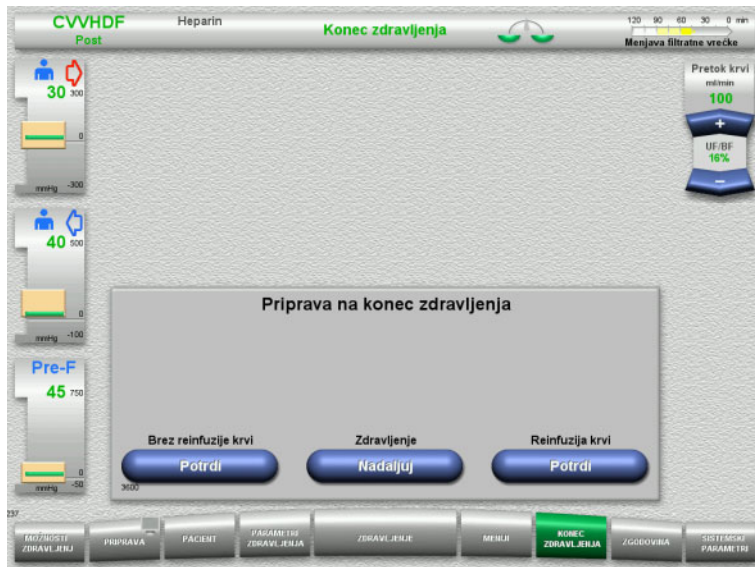 CVVHDF
Post
Heparin
Konec zdravljenja
120 90 60 30 0 min
Menjava filtratne vrečke
30
300
0
-300
mmHg
40
500
0
-100
mmHg
Pre-F
45
750
0
-50
mmHg
Pretok krvi
ml/min
100
+
UF/BF
16%
−
Priprava na konec zdravljenja
Brez reinfuzije krvi
Potrdi
Zdravljenje
Nadaljuj
Reinfuzija krvi
Potrdi
3600
237
MOŽNOSTI
ZDRAVLJENJ
PRIPRAVA
PACIENT
PARAMETRI
ZDRAVLJENJA
ZDRAVLJENJE
MENIJI
KONEC
ZDRAVLJENJA
ZGODOVINA
SISTEMSKI
PARAMETRI